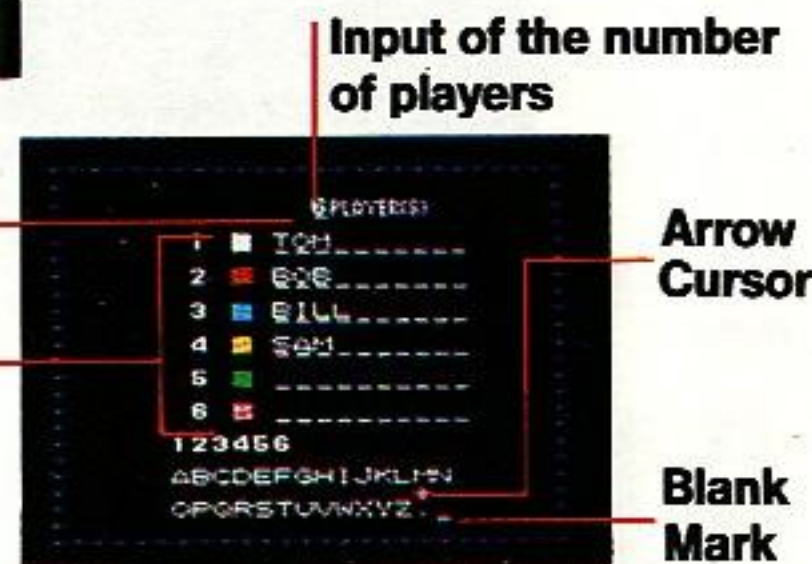 Input of the number
of players
6 PLAYER(S)
1 TOM
2 BOB
3 BILL
4 SAM
5
6
123456
ABCDEFGHIJKLMN
OPQRSTUVWXYZ.
Arrow
Cursor
Blank
Mark